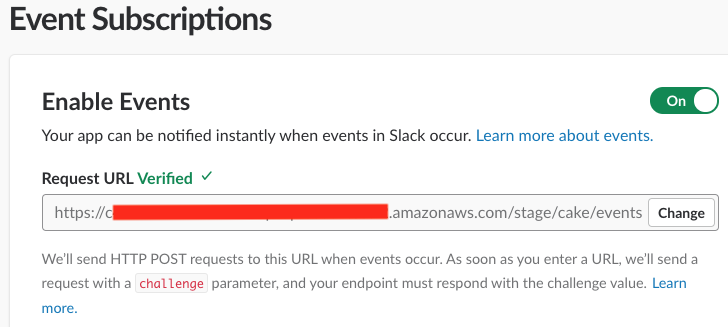 Event Subscriptions
Enable Events
On
Your app can be notified instantly when events in Slack occur. Learn more about events.
Request URL Verified ✓
https://c .amazonaws.com/stage/cake/events
Change
We’ll send HTTP POST requests to this URL when events occur. As soon as you enter a URL, we’ll send a
request with a challenge parameter, and your endpoint must respond with the challenge value. Learn
more.